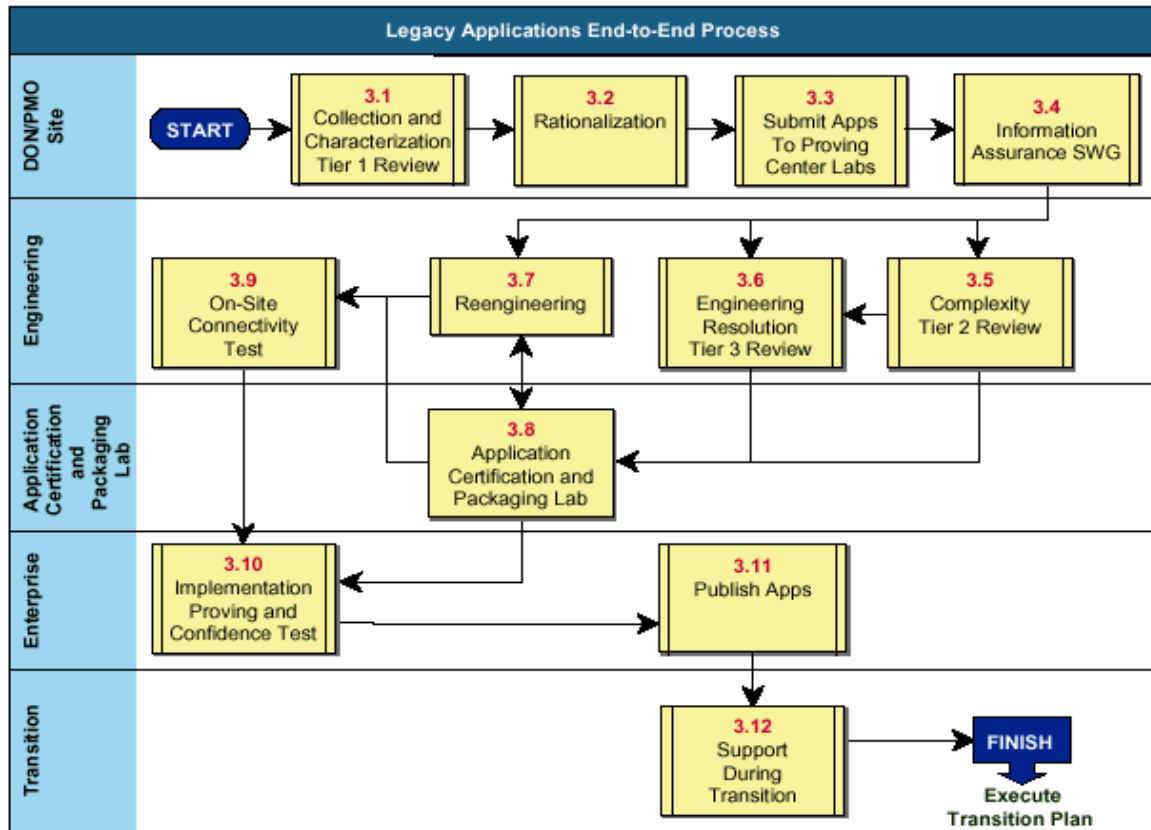 Legacy Applications End-to-End Process
DON/PMO
Site
START
3.1
Collection and
Characterization
Tier 1 Review
3.2
Rationalization
3.3
Submit Apps
To Proving
Center Labs
3.4
Information
Assurance SWG
Engineering
3.9
On-Site
Connectivity
Test
3.7
Reengineering
3.6
Engineering
Resolution
Tier 3 Review
3.5
Complexity
Tier 2 Review
Application
Certification
and
Packaging
Lab
3.8
Application
Certification and
Packaging Lab
Enterprise
3.10
Implementation
Proving and
Confidence Test
3.11
Publish Apps
Transition
3.12
Support
During
Transition
FINISH
Execute
Transition Plan